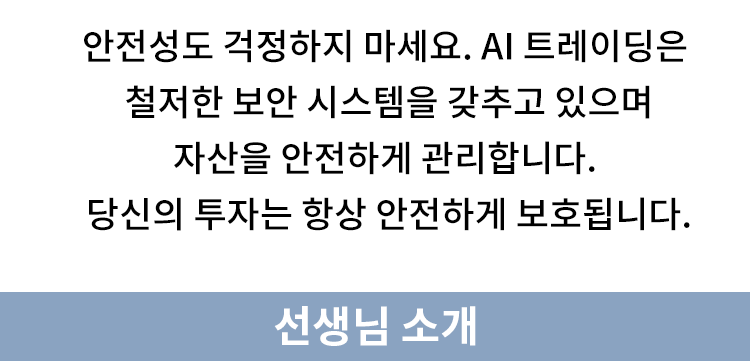 안전성도 걱정하지 마세요. AI 트레이딩은
철저한 보안 시스템을 갖추고 있으며
자산을 안전하게 관리합니다.
당신의 투자는 항상 안전하게 보호됩니다.
선생님 소개